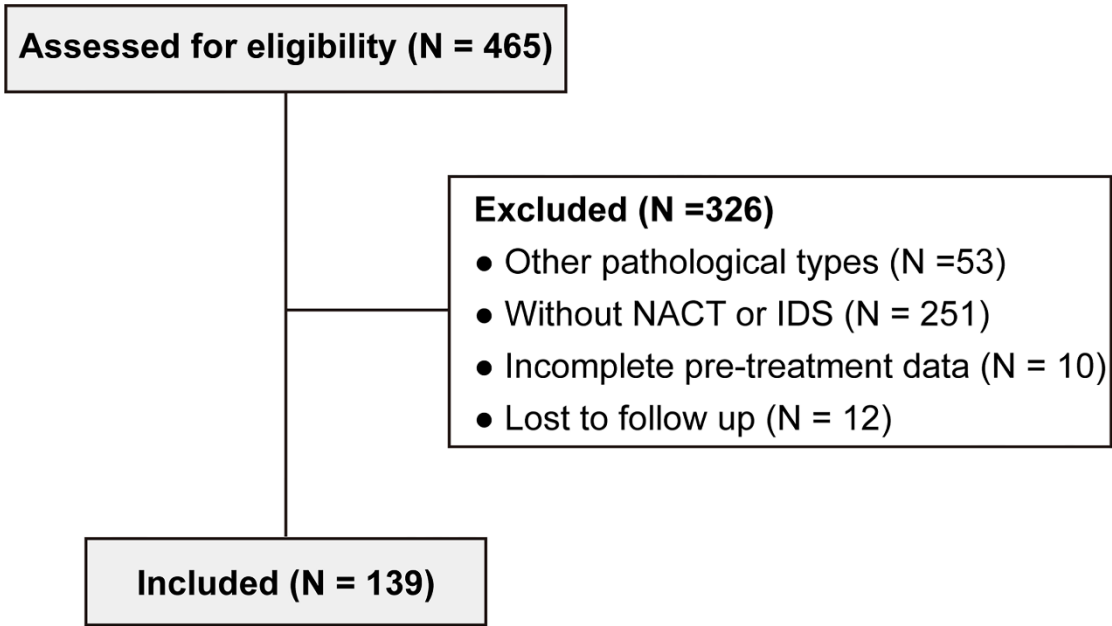 Assessed for eligibility (N = 465)
Excluded (N =326)
● Other pathological types (N =53)
● Without NACT or IDS (N = 251)
● Incomplete pre-treatment data (N = 10)
● Lost to follow up (N = 12)
Included (N = 139)